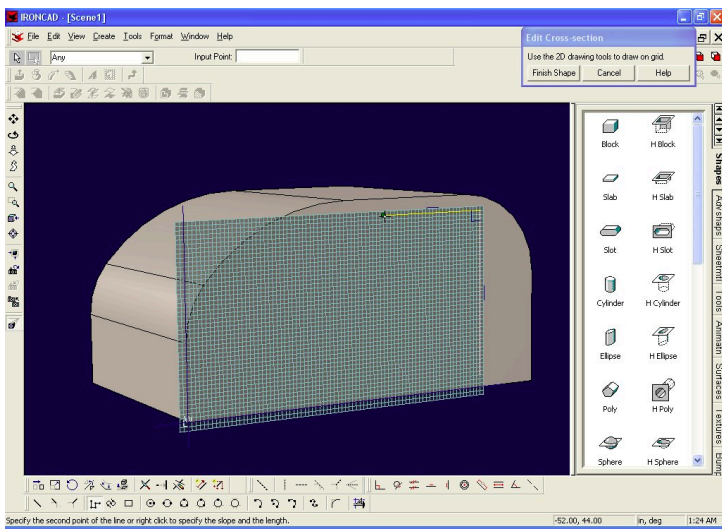 IRONCAD - [Scene1]
File Edit View Create Tools Format Window Help
Any
Input Point:
Edit Cross-section
Use the 2D drawing tools to draw on grid.
Finish Shape Cancel Help
Block H Block
Slab H Slab
Slot H Slot
Cylinder H Cylinder
Ellipse H Ellipse
Poly H Poly
Sphere H Sphere
Shapes
Advshaps
Sheetmtl
Tools
Animatn
Surfaces
Textures
Bump
Specify the second point of the line or right click to specify the slope and the length.
-52.00, 44.00
in, deg
1:24 AM